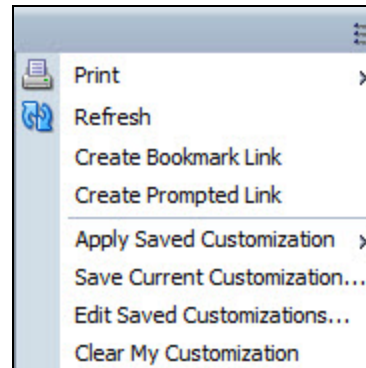 Print
Refresh
Create Bookmark Link
Create Prompted Link
Apply Saved Customization
Save Current Customization...
Edit Saved Customizations...
Clear My Customization